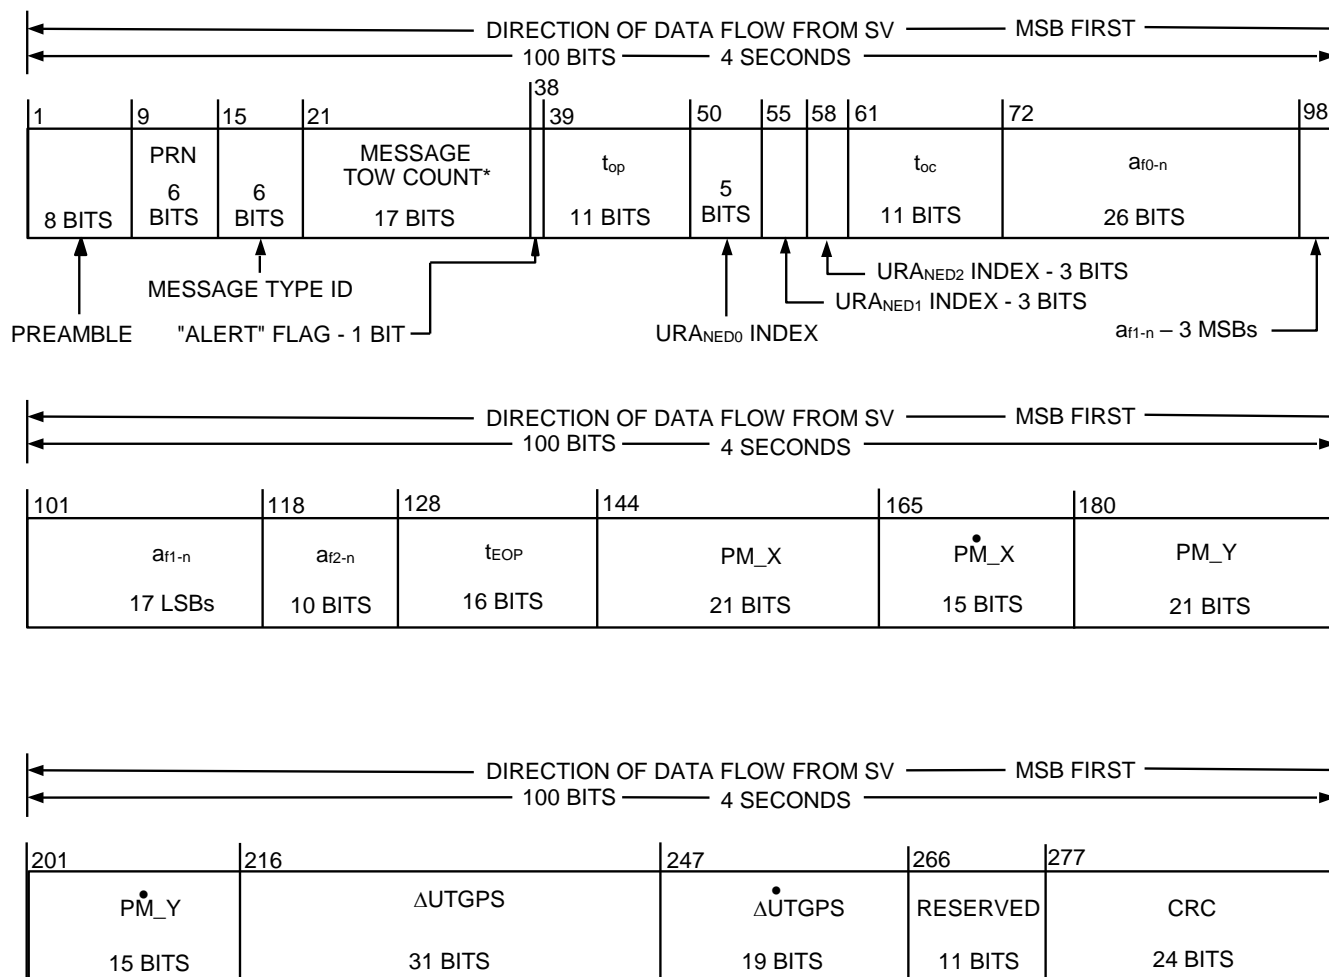 DIRECTION OF DATA FLOW FROM SV MSB FIRST
100 BITS 4 SECONDS
1 9 15 21 38 39 50 55 58 61 72 98
PRN MESSAGE
TOW COUNT* top toc af0-n
8 BITS 6 BITS 6 BITS 17 BITS 11 BITS 5 BITS 11 BITS 26 BITS
URANED2 INDEX - 3 BITS
MESSAGE TYPE ID URANED1 INDEX - 3 BITS
PREAMBLE "ALERT" FLAG - 1 BIT URANED0 INDEX af1-n – 3 MSBs
DIRECTION OF DATA FLOW FROM SV MSB FIRST
100 BITS 4 SECONDS
101 118 128 144 165 180
af1-n af2-n tEOP PM_X PṀ_X PM_Y
17 LSBs 10 BITS 16 BITS 21 BITS 15 BITS 21 BITS
DIRECTION OF DATA FLOW FROM SV MSB FIRST
100 BITS 4 SECONDS
201 216 247 266 277
PṀ_Y ΔUTGPS ΔU̇TGPS RESERVED CRC
15 BITS 31 BITS 19 BITS 11 BITS 24 BITS